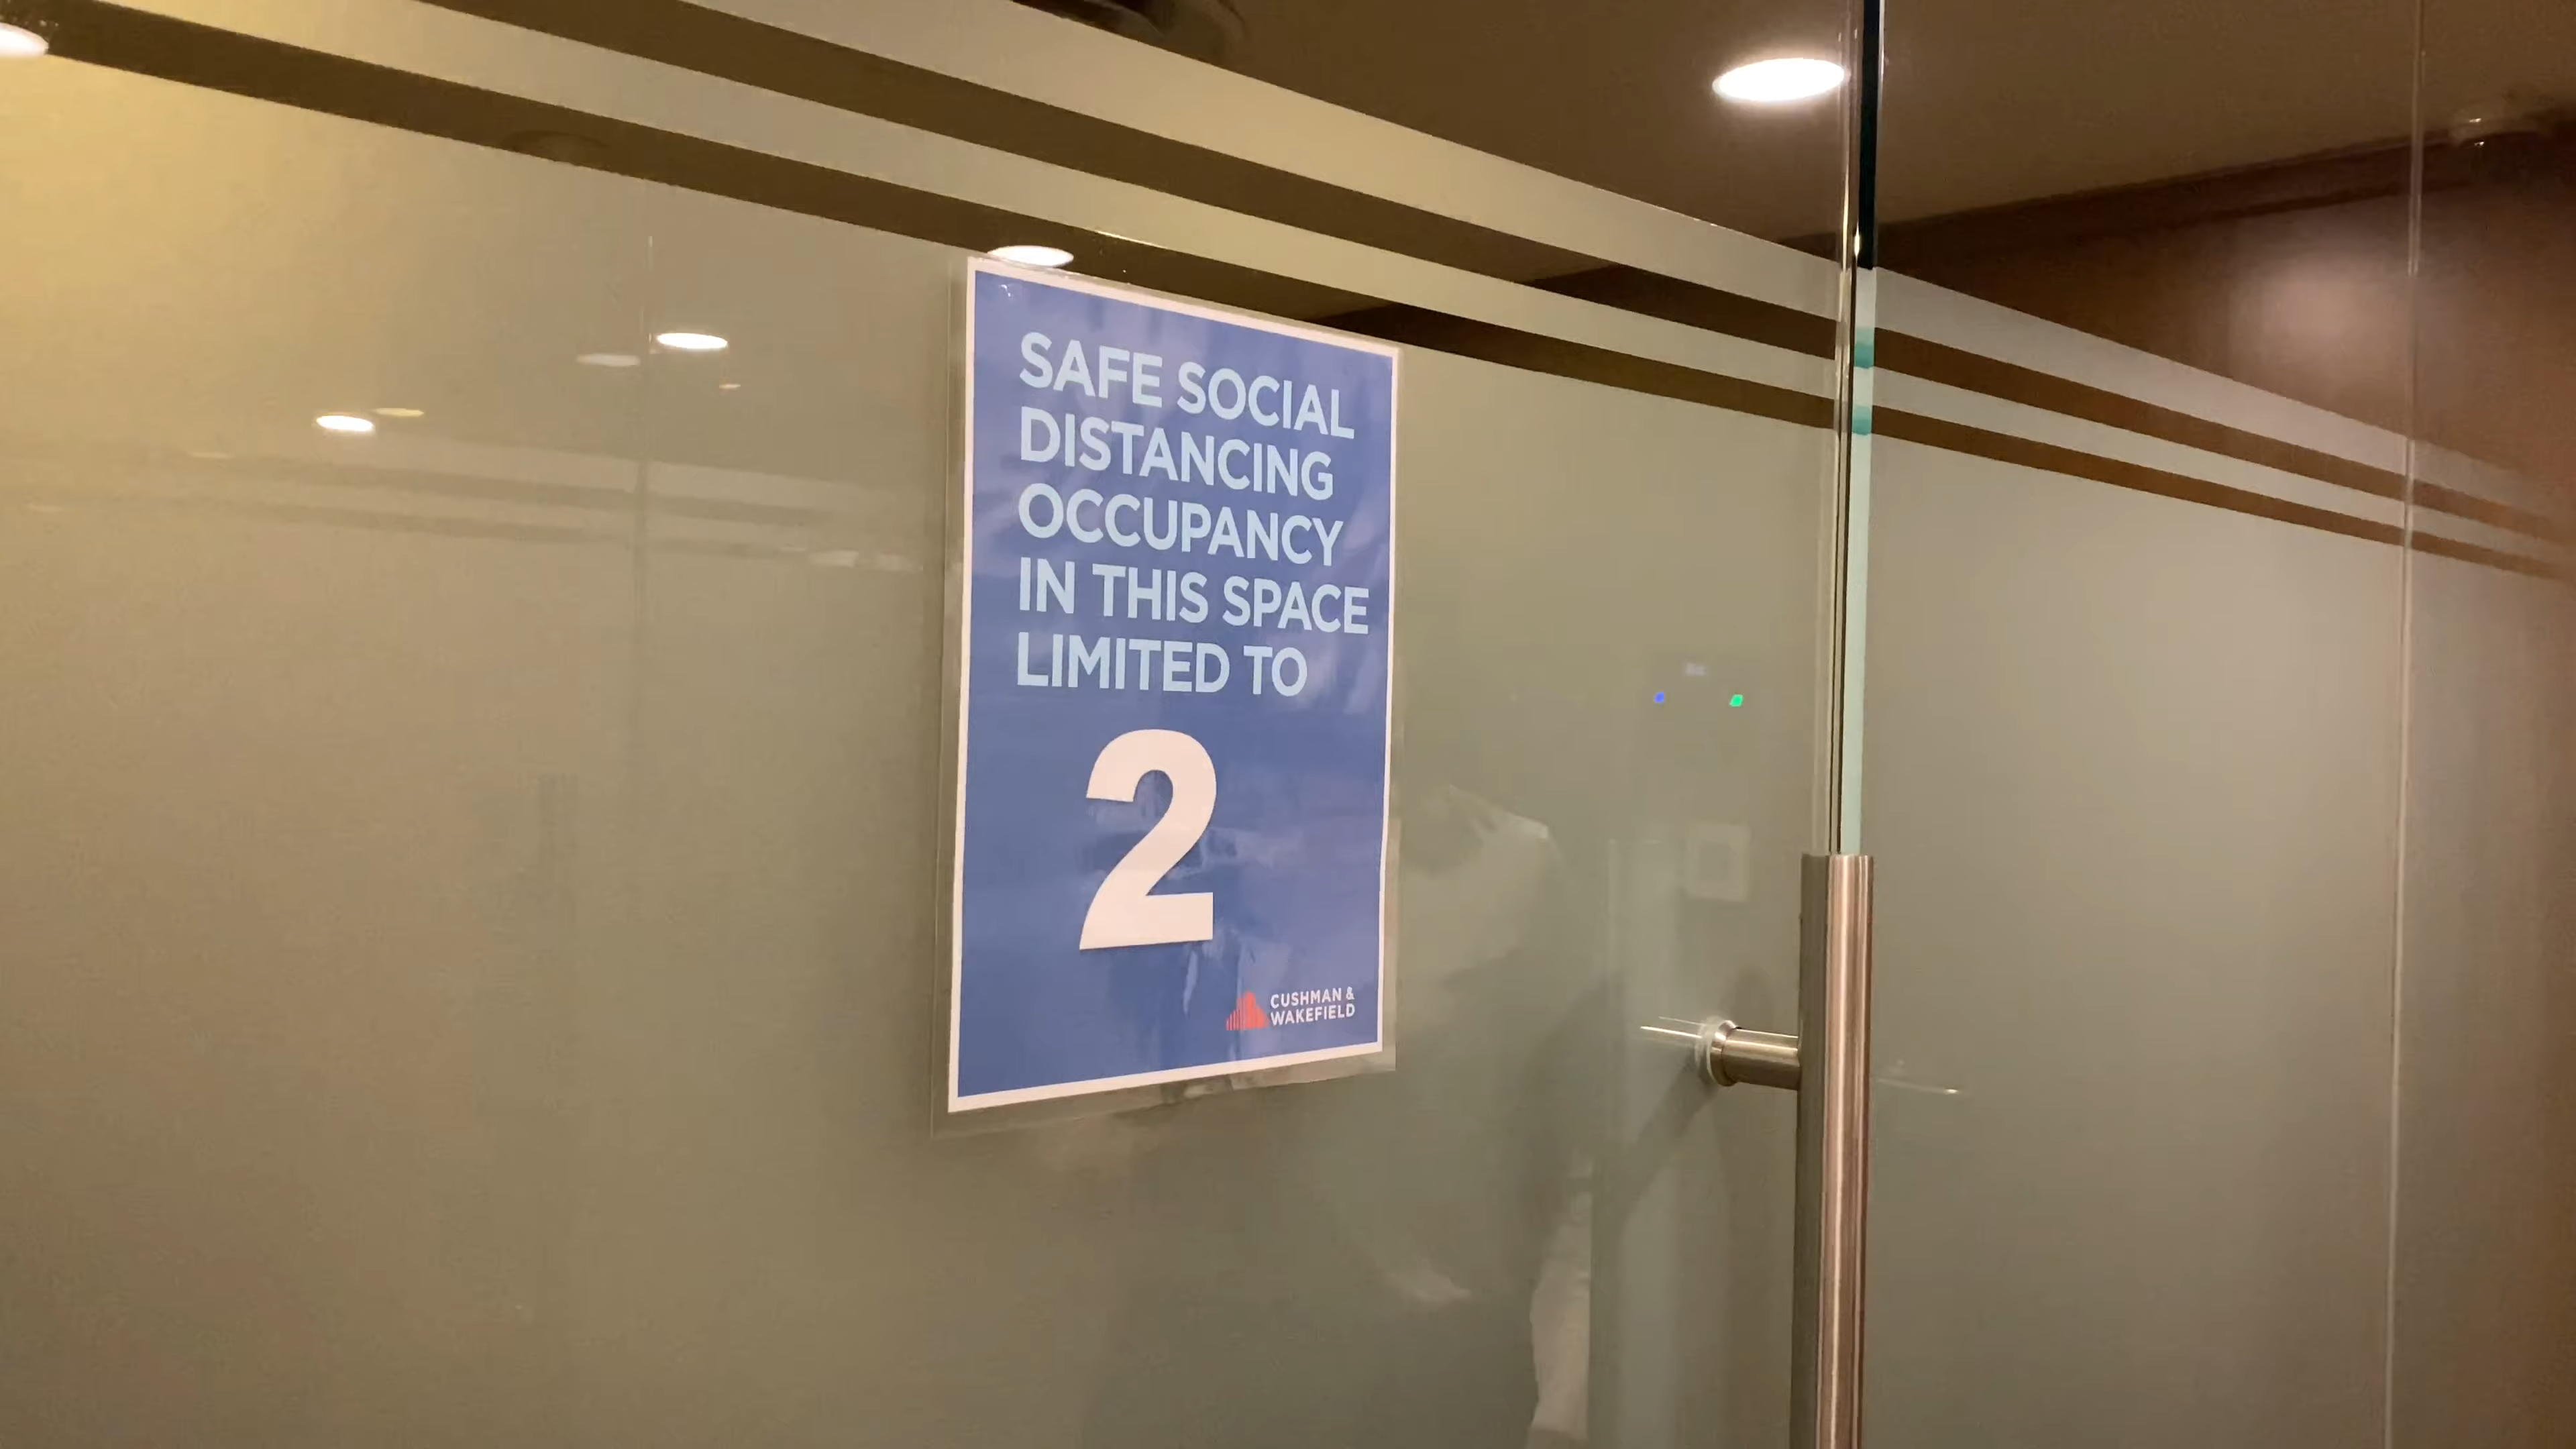 SAFE SOCIAL
DISTANCING
OCCUPANCY
IN THIS SPACE
LIMITED TO
2
CUSHMAN &
WAKEFIELD